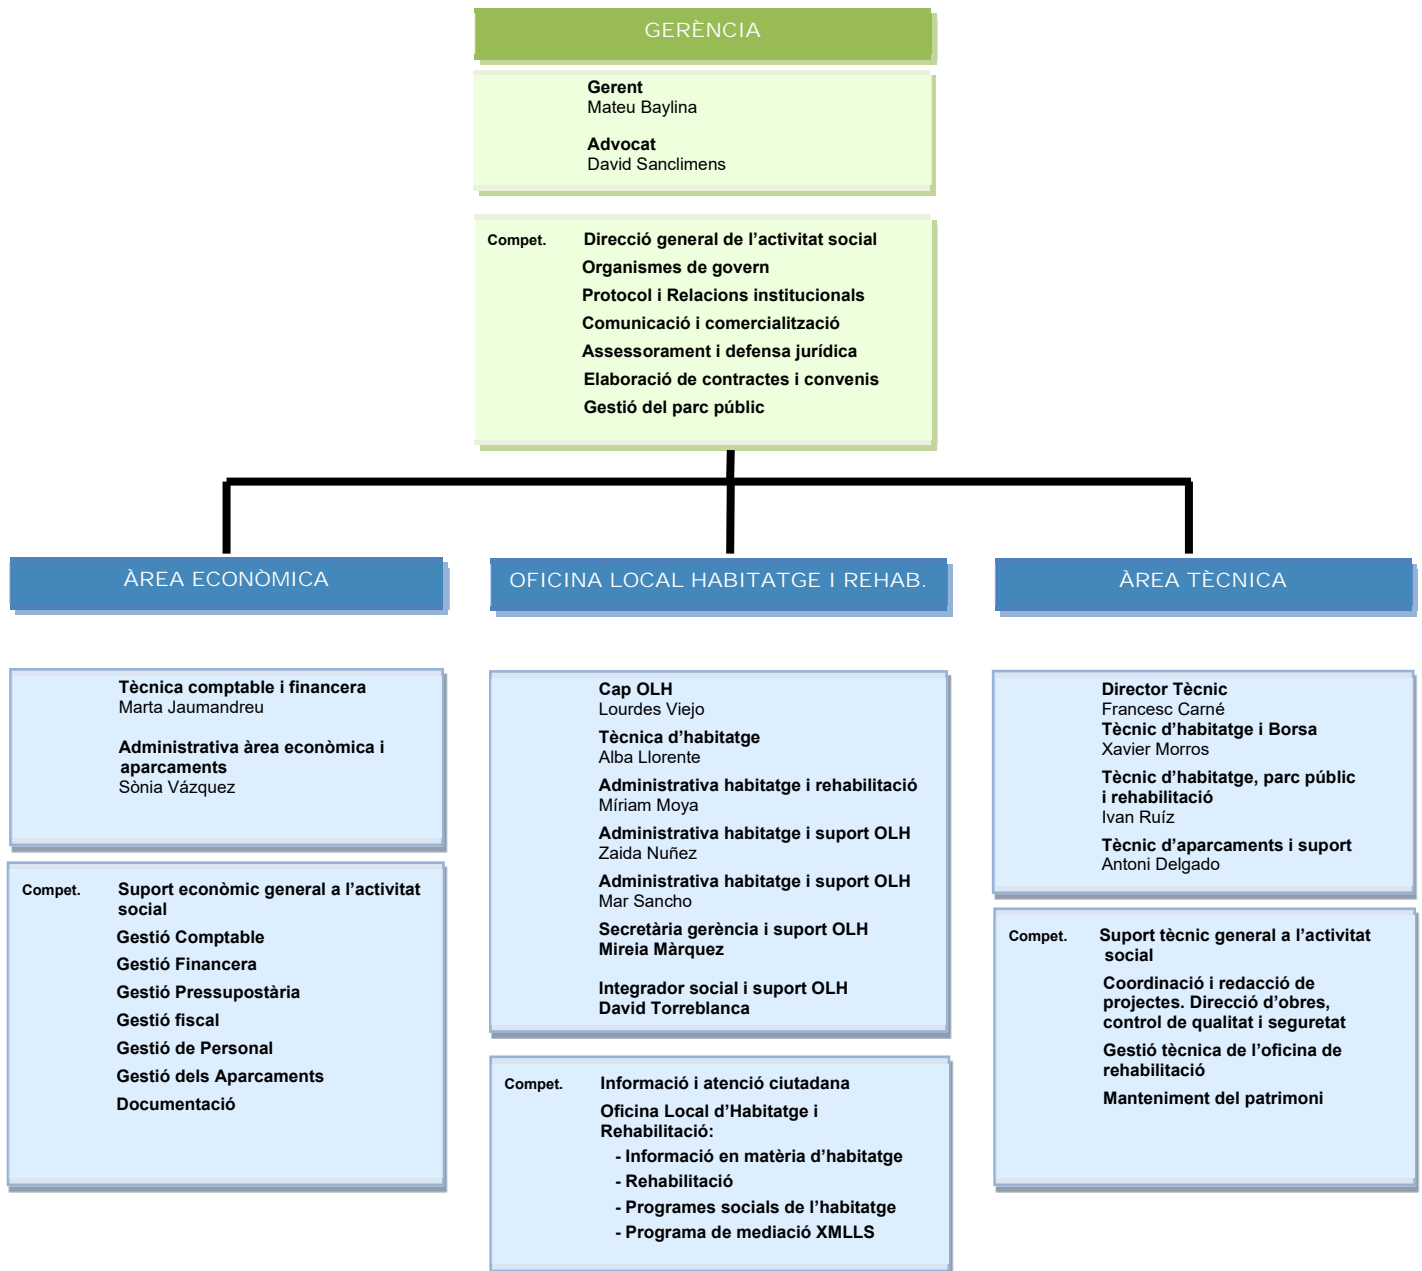 GERÈNCIA
Gerent
Mateu Baylina
Advocat
David Sanclimens
Compet.
Direcció general de l’activitat social
Organismes de govern
Protocol i Relacions institucionals
Comunicació i comercialització
Assessorament i defensa jurídica
Elaboració de contractes i convenis
Gestió del parc públic
ÀREA ECONÒMICA
Tècnica comptable i financera
Marta Jaumandreu
Administrativa àrea econòmica i
aparcaments
Sònia Vázquez
Compet.
Suport econòmic general a l’activitat
social
Gestió Comptable
Gestió Financera
Gestió Pressupostària
Gestió fiscal
Gestió de Personal
Gestió dels Aparcaments
Documentació
OFICINA LOCAL HABITATGE I REHAB.
Cap OLH
Lourdes Viejo
Tècnica d’habitatge
Alba Llorente
Administrativa habitatge i rehabilitació
Míriam Moya
Administrativa habitatge i suport OLH
Zaida Nuñez
Administrativa habitatge i suport OLH
Mar Sancho
Secretària gerència i suport OLH
Mireia Màrquez
Integrador social i suport OLH
David Torreblanca
Compet.
Informació i atenció ciutadana
Oficina Local d’Habitatge i
Rehabilitació:
- Informació en matèria d’habitatge
- Rehabilitació
- Programes socials de l’habitatge
- Programa de mediació XMLLS
ÀREA TÈCNICA
Director Tècnic
Francesc Carné
Tècnic d’habitatge i Borsa
Xavier Morros
Tècnic d’habitatge, parc públic
i rehabilitació
Ivan Ruíz
Tècnic d’aparcaments i suport
Antoni Delgado
Compet.
Suport tècnic general a l’activitat
social
Coordinació i redacció de
projectes. Direcció d’obres,
control de qualitat i seguretat
Gestió tècnica de l’oficina de
rehabilitació
Manteniment del patrimoni